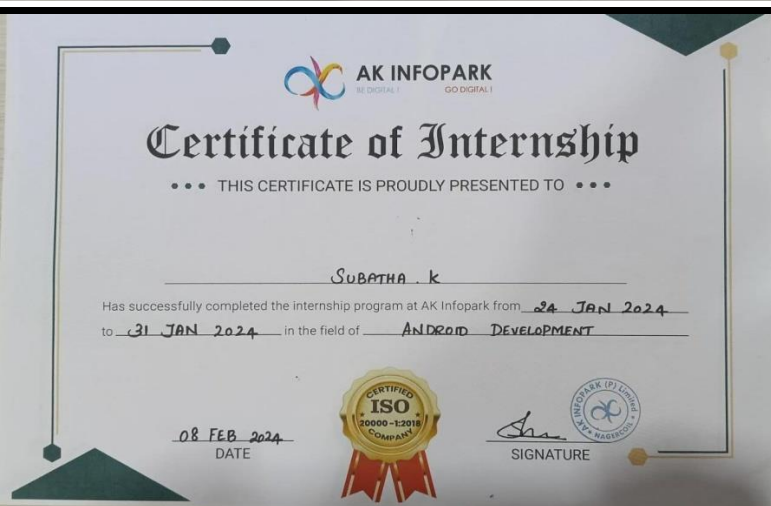 AK INFOPARK
BE DIGITAL ! GO DIGITAL !
Certificate of Internship
THIS CERTIFICATE IS PROUDLY PRESENTED TO
SUBATHA . K
Has successfully completed the internship program at AK Infopark from 24 JAN 2024
to 31 JAN 2024 in the field of ANDROID DEVELOPMENT
CERTIFIED
ISO
20000-1:2018
COMPANY
AK INFOPARK (P) Limited
NAGERCOIL
08 FEB 2024
DATE
SIGNATURE